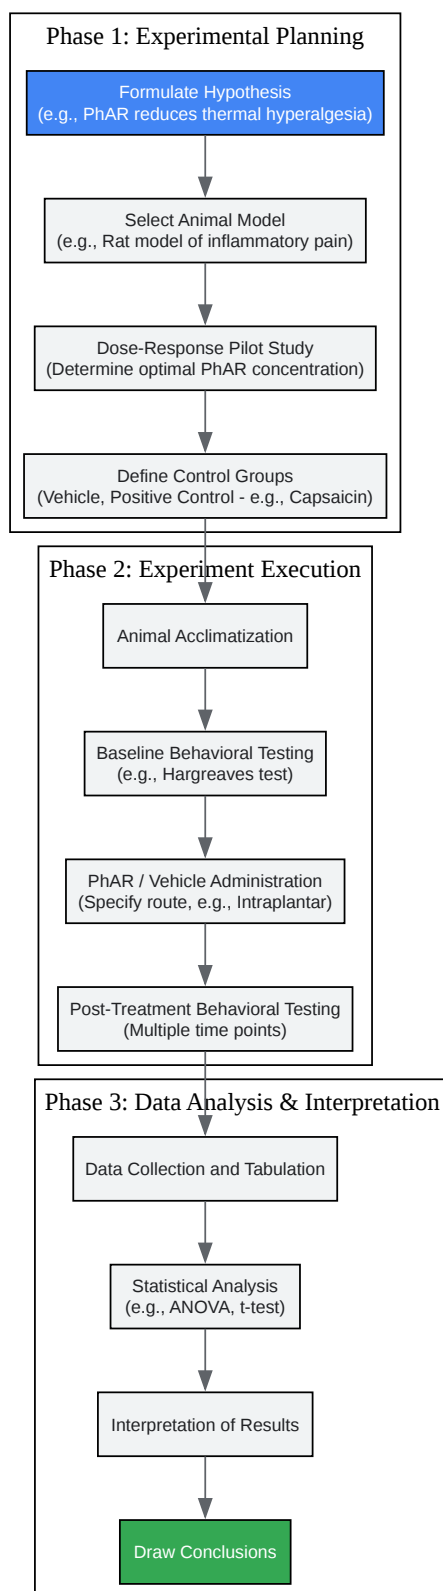 Phase 1: Experimental Planning
Formulate Hypothesis
(e.g., PhAR reduces thermal hyperalgesia)
Select Animal Model
(e.g., Rat model of inflammatory pain)
Dose-Response Pilot Study
(Determine optimal PhAR concentration)
Define Control Groups
(Vehicle, Positive Control - e.g., Capsaicin)
Phase 2: Experiment Execution
Animal Acclimatization
Baseline Behavioral Testing
(e.g., Hargreaves test)
PhAR / Vehicle Administration
(Specify route, e.g., Intraplantar)
Post-Treatment Behavioral Testing
(Multiple time points)
Phase 3: Data Analysis & Interpretation
Data Collection and Tabulation
Statistical Analysis
(e.g., ANOVA, t-test)
Interpretation of Results
Draw Conclusions